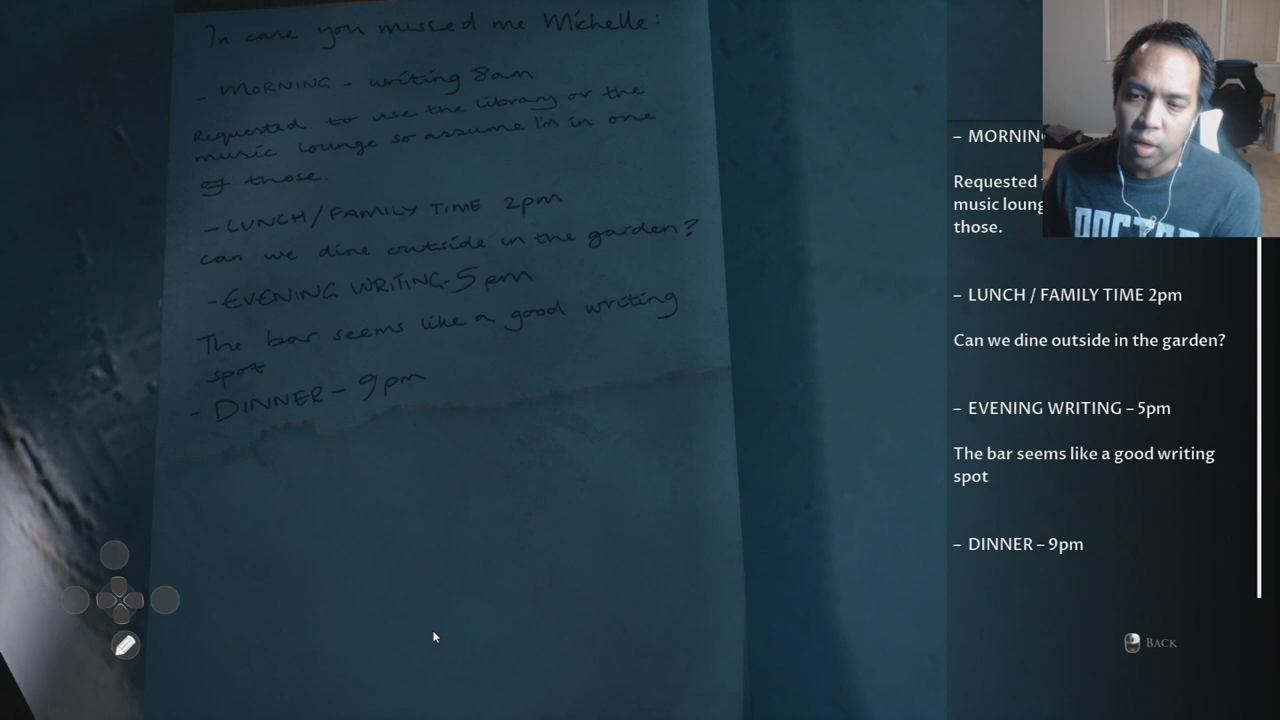 In case you missed me Michelle:
- MORNING - writing 8am
Requested to use the library or the
music lounge so assume I'm in one
of those.
- LUNCH / FAMILY TIME 2pm
can we dine outside in the garden?
- EVENING WRITING - 5pm
The bar seems like a good writing
spot
- DINNER - 9pm
– MORNIN
Requested
music loung
those.
– LUNCH / FAMILY TIME 2pm
Can we dine outside in the garden?
– EVENING WRITING – 5pm
The bar seems like a good writing
spot
– DINNER – 9pm
BACK